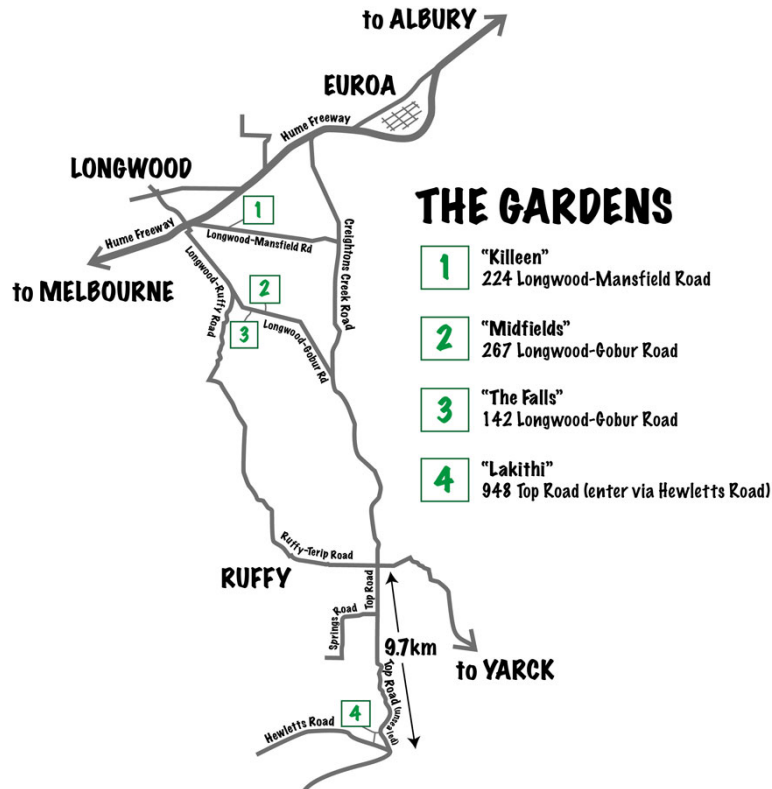 to ALBURY
EUROA
Hume Freeway
LONGWOOD
1
Hume Freeway
Longwood-Mansfield Rd
Creightons Creek Road
to MELBOURNE
Longwood-Ruffy Road
2
3
Longwood-Gobur Rd
THE GARDENS
1
"Killeen"
224 Longwood-Mansfield Road
2
"Midfields"
267 Longwood-Gobur Road
3
"The Falls"
142 Longwood-Gobur Road
4
"Lakithi"
948 Top Road (enter via Hewletts Road)
Ruffy-Terip Road
RUFFY
Top Road
Springs Road
9.7km
to YARCK
Top Road (unsealed)
4
Hewletts Road